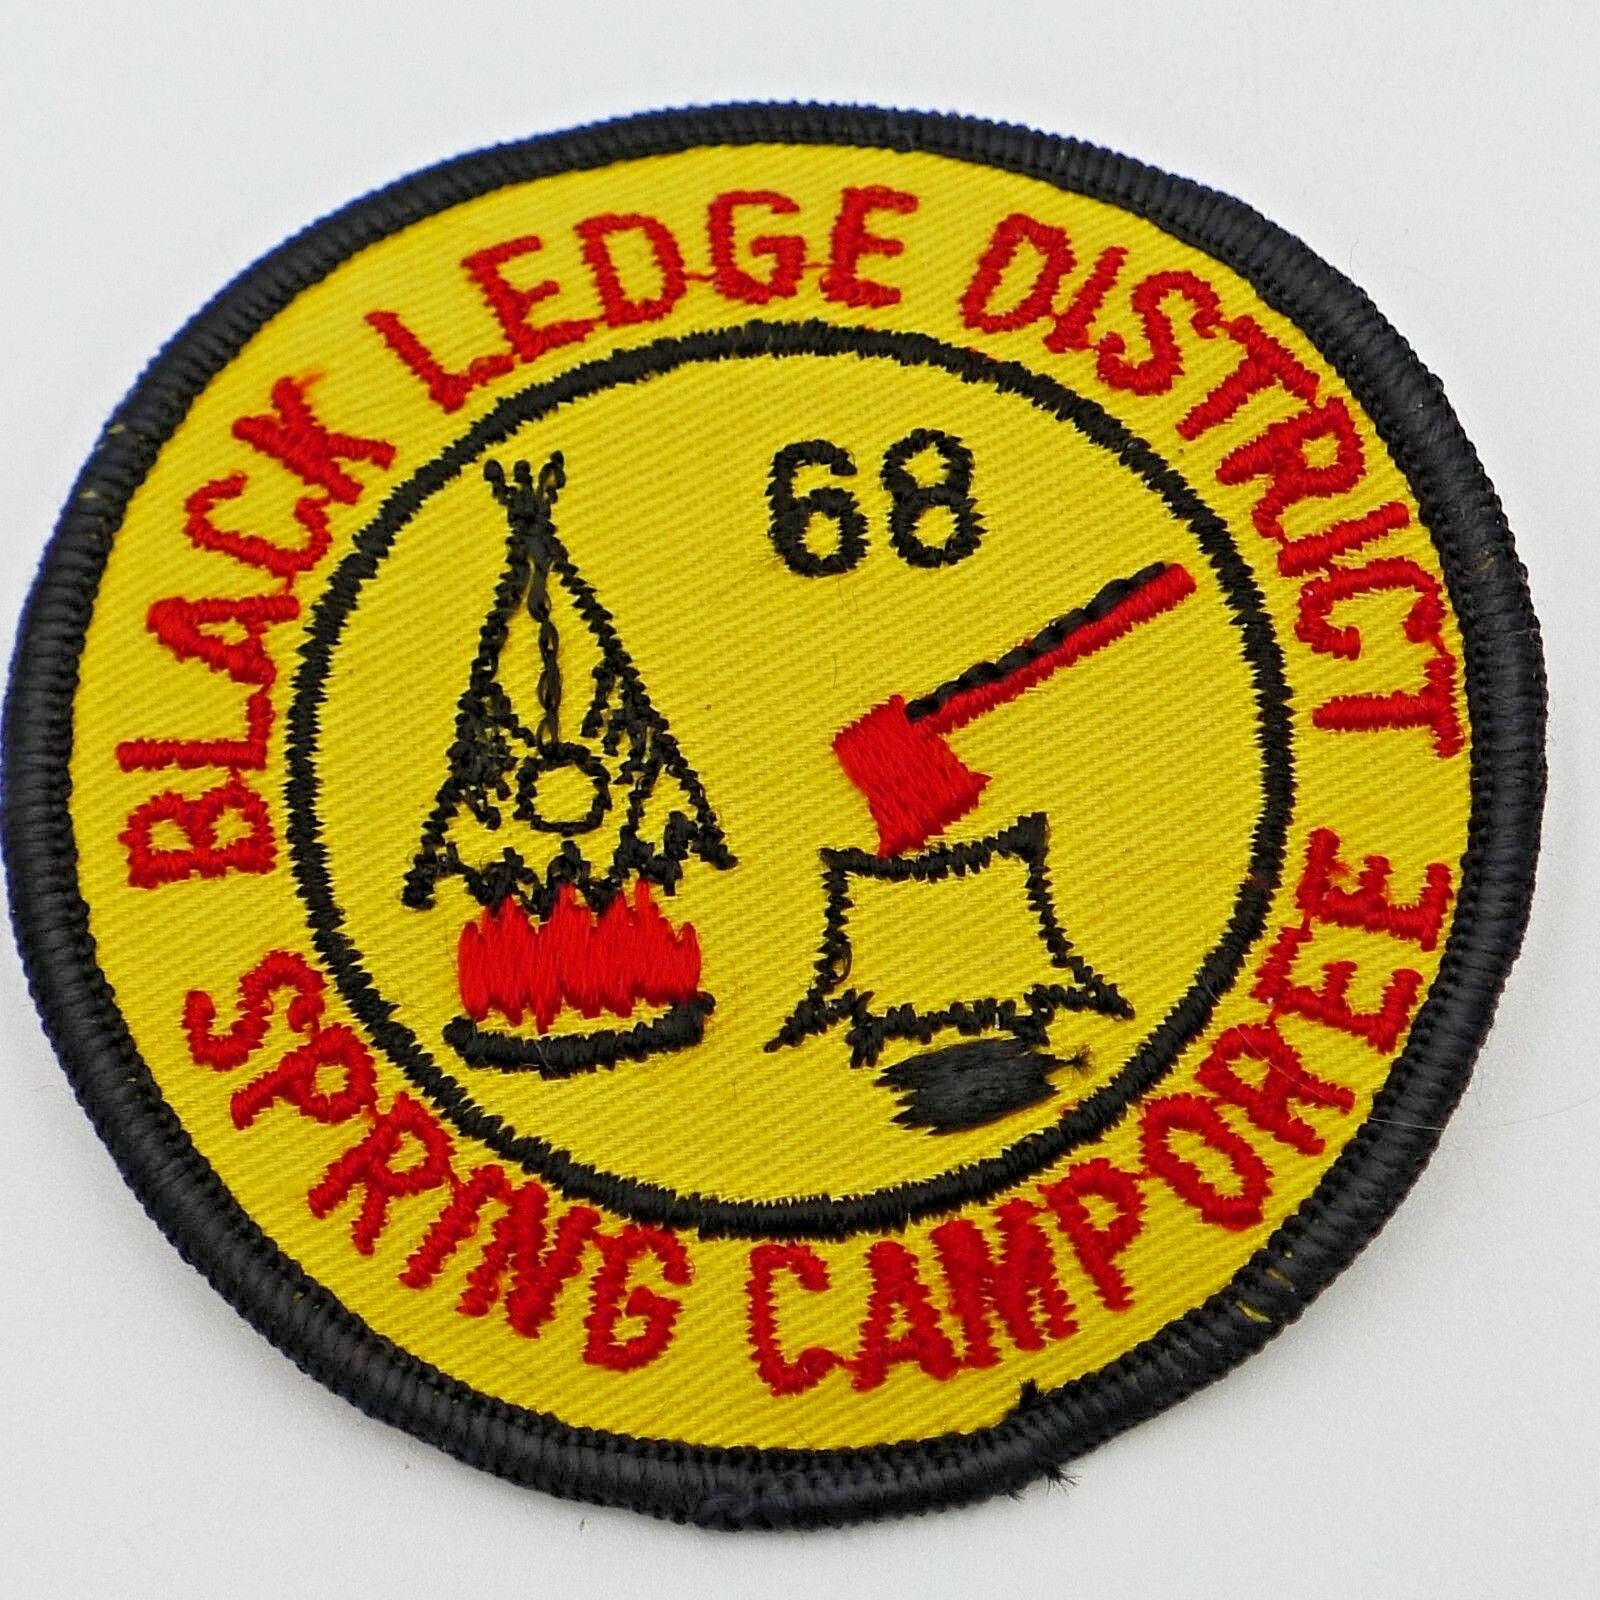 BLACK LEDGE DISTRICT
68
SPRING CAMPOREE